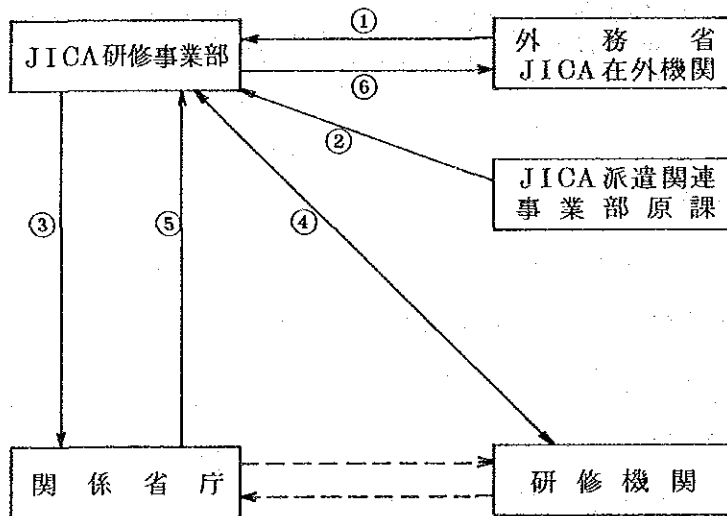 ①
外務省
JICA研修事業部
JICA在外機関
⑥
②
JICA派遣関連
事業部原課
③
⑤
④
関係省庁
研修機関